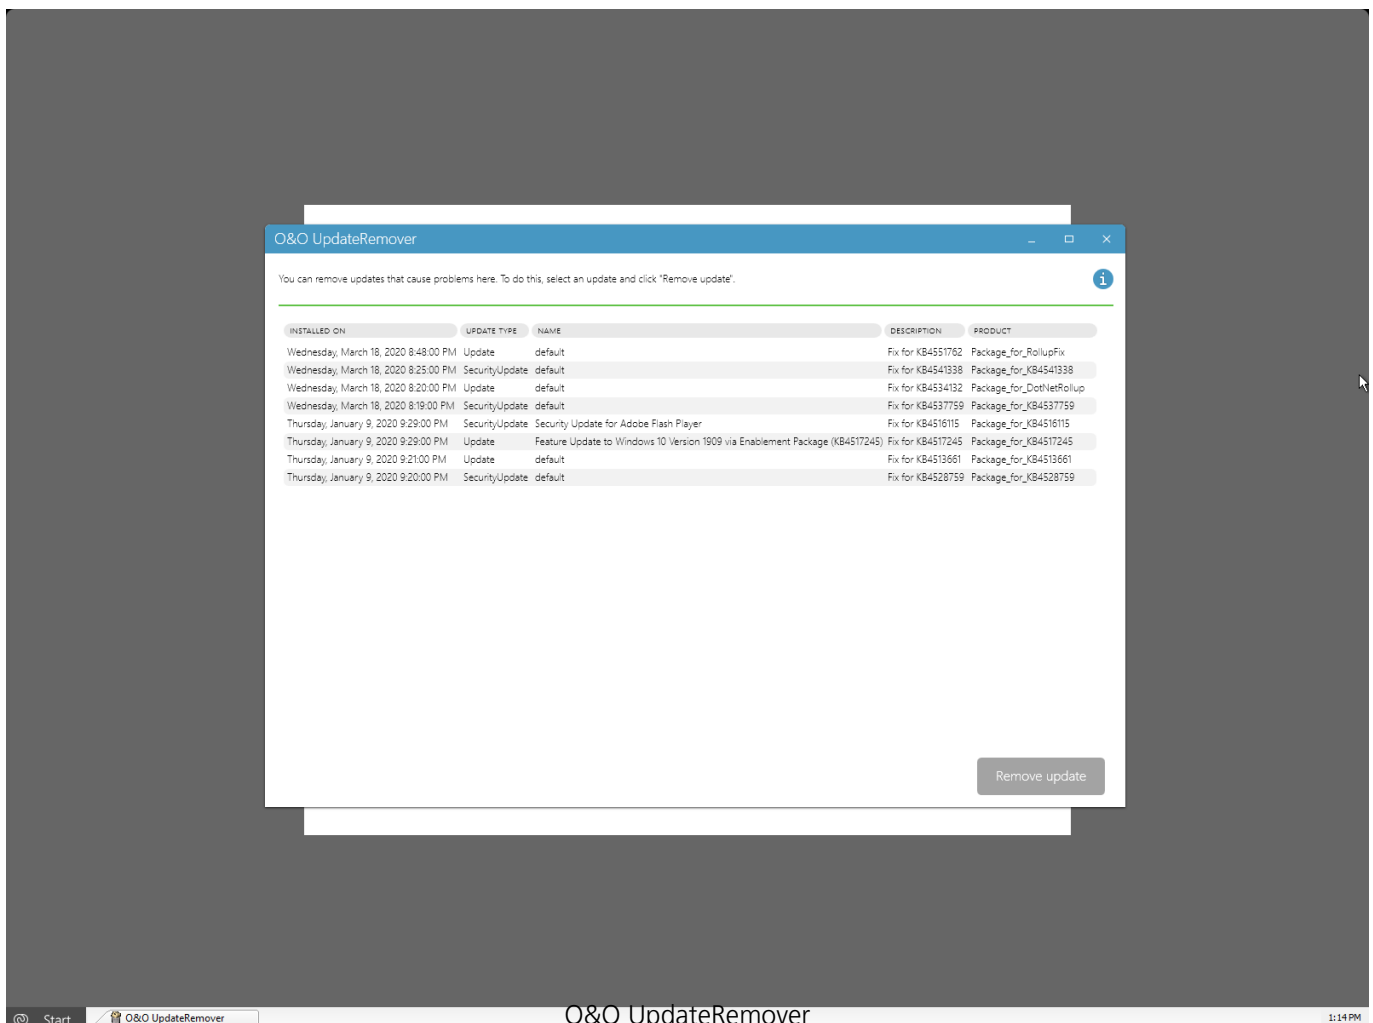 O&O UpdateRemover
You can remove updates that cause problems here. To do this, select an update and click "Remove update".
INSTALLED ON UPDATE TYPE NAME DESCRIPTION PRODUCT
Wednesday, March 18, 2020 8:48:00 PM Update default Fix for KB4551762 Package_for_RollupFix
Wednesday, March 18, 2020 8:25:00 PM SecurityUpdate default Fix for KB4541338 Package_for_KB4541338
Wednesday, March 18, 2020 8:20:00 PM Update default Fix for KB4534132 Package_for_DotNetRollup
Wednesday, March 18, 2020 8:19:00 PM SecurityUpdate default Fix for KB4537759 Package_for_KB4537759
Thursday, January 9, 2020 9:29:00 PM SecurityUpdate Security Update for Adobe Flash Player Fix for KB4516115 Package_for_KB4516115
Thursday, January 9, 2020 9:29:00 PM Update Feature Update to Windows 10 Version 1909 via Enablement Package (KB4517245) Fix for KB4517245 Package_for_KB4517245
Thursday, January 9, 2020 9:21:00 PM Update default Fix for KB4513661 Package_for_KB4513661
Thursday, January 9, 2020 9:20:00 PM SecurityUpdate default Fix for KB4528759 Package_for_KB4528759
Remove update
Start O&O UpdateRemover O&O UpdateRemover 1:14 PM